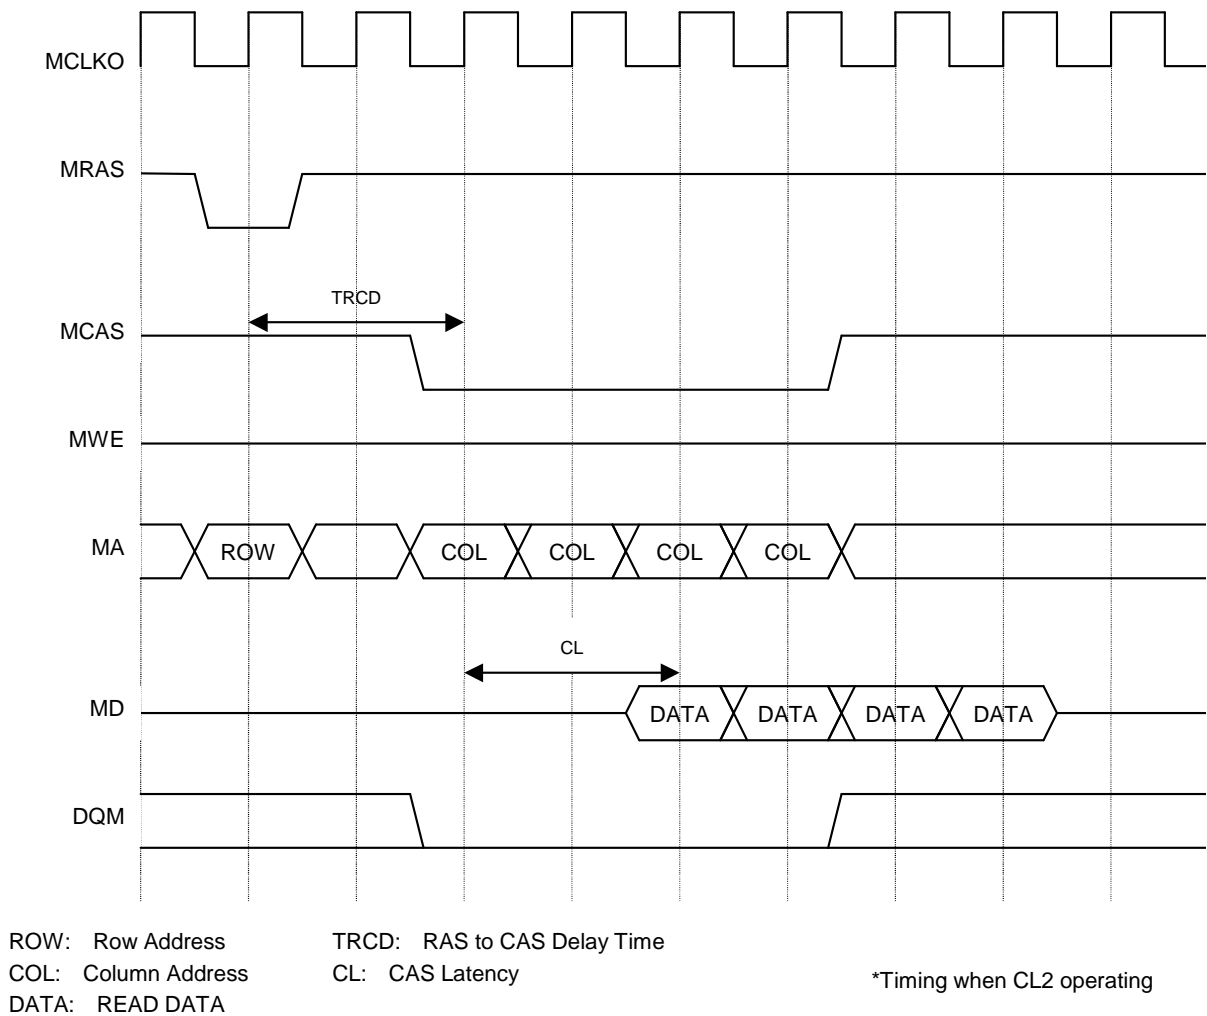 MCLKO
MRAS
TRCD
MCAS
MWE
MA ROW COL COL COL COL
CL
MD DATA DATA DATA DATA
DQM
ROW: Row Address TRCD: RAS to CAS Delay Time
COL: Column Address CL: CAS Latency
*Timing when CL2 operating
DATA: READ DATA